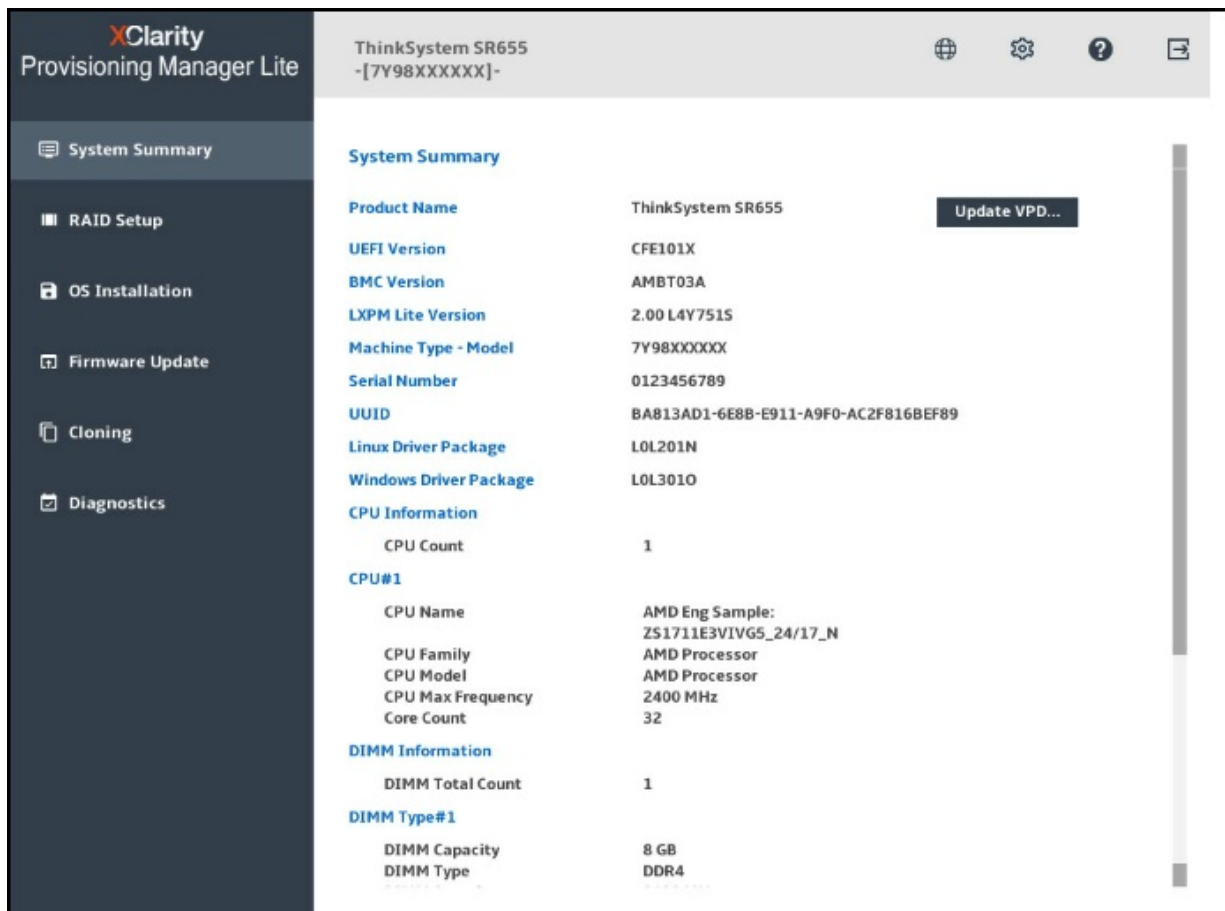 XClarity
Provisioning Manager Lite
ThinkSystem SR655
-[7Y98XXXXXX]-
System Summary
RAID Setup
OS Installation
Firmware Update
Cloning
Diagnostics
System Summary
Product Name ThinkSystem SR655 Update VPD...
UEFI Version CFE101X
BMC Version AMBT03A
LXPM Lite Version 2.00 L4Y751S
Machine Type - Model 7Y98XXXXXX
Serial Number 0123456789
UUID BA813AD1-6E8B-E911-A9F0-AC2F816BEF89
Linux Driver Package L0L201N
Windows Driver Package L0L301O
CPU Information
CPU Count 1
CPU#1
CPU Name AMD Eng Sample:
ZS1711E3VIVG5_24/17_N
CPU Family AMD Processor
CPU Model AMD Processor
CPU Max Frequency 2400 MHz
Core Count 32
DIMM Information
DIMM Total Count 1
DIMM Type#1
DIMM Capacity 8 GB
DIMM Type DDR4